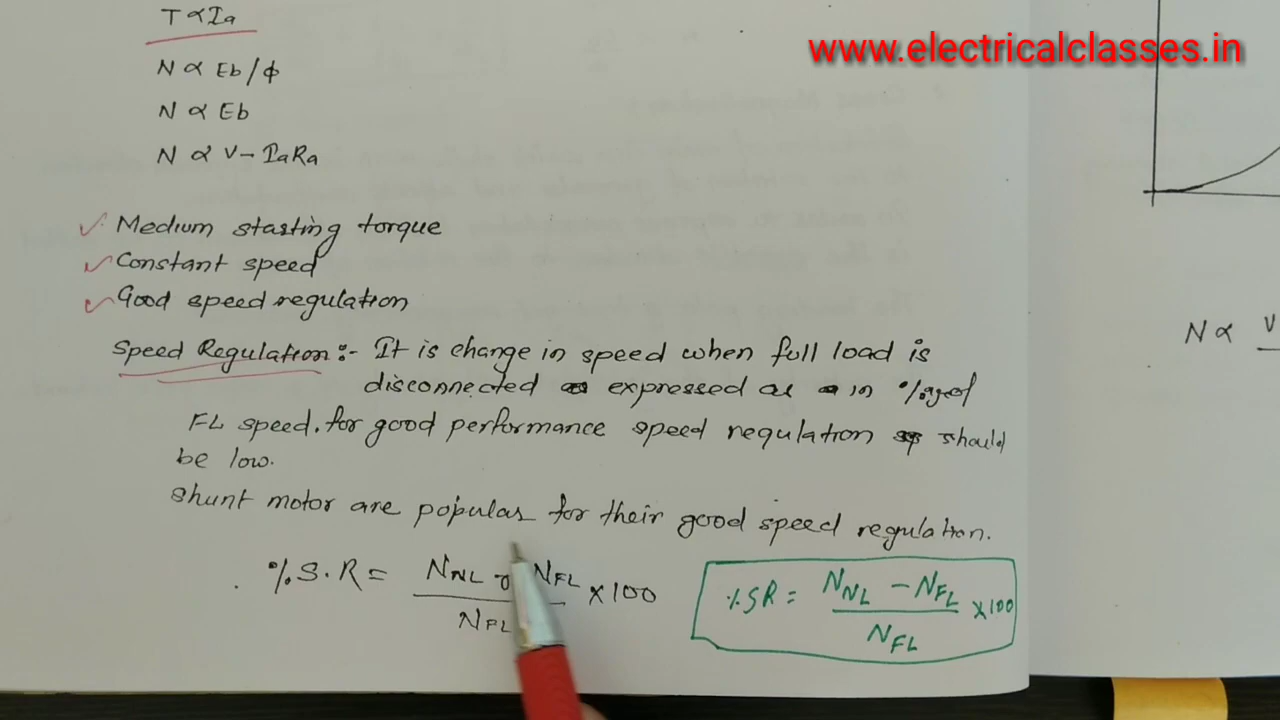 T ∝ Ia
www.electricalclasses.in
N ∝ Eb/ϕ
N ∝ Eb
N ∝ V - IaRa
Medium starting torque
Constant speed
Good speed regulation
Speed Regulation:- It is change in speed when full load is
disconnected expressed as in %age of
FL speed. for good performance speed regulation should
be low.
Shunt motor are popular for their good speed regulation.
%S.R = NNL - NFL × 100
NFL
%SR = NNL - NFL × 100
NFL
N ∝ V